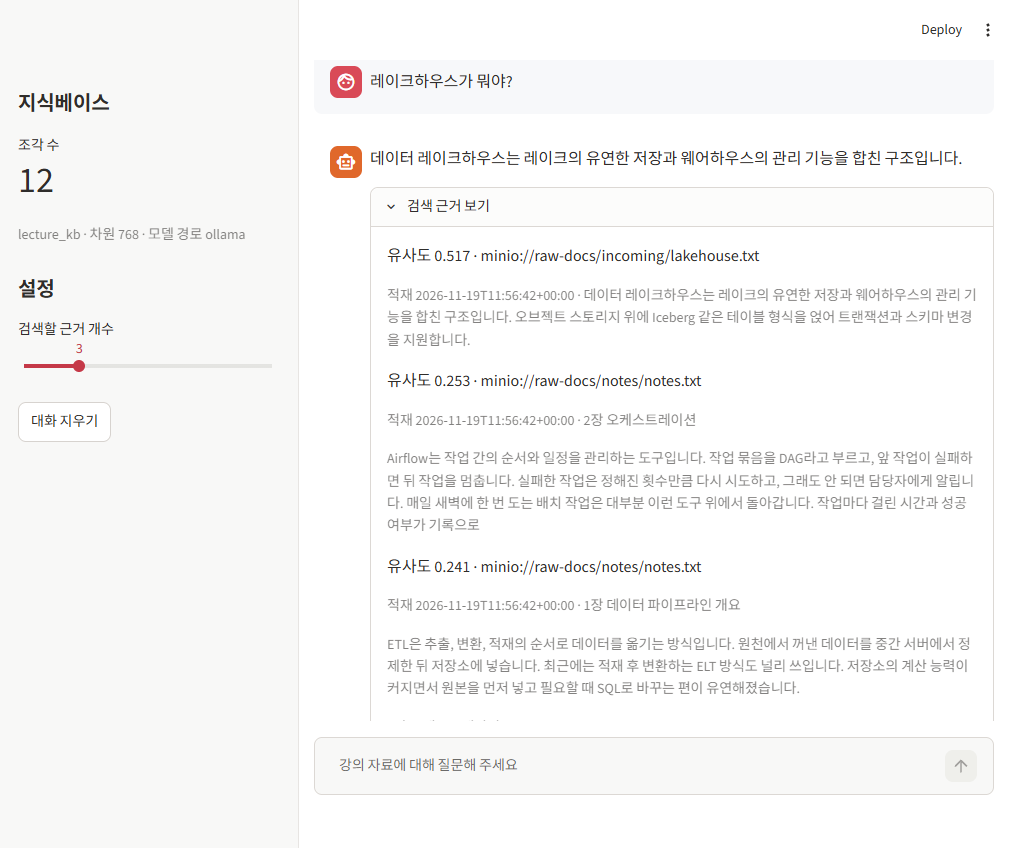 Deploy
지식베이스
조각 수
12
lecture_kb · 차원 768 · 모델 경로 ollama
설정
검색할 근거 개수
3
대화 지우기
레이크하우스가 뭐야?
데이터 레이크하우스는 레이크의 유연한 저장과 웨어하우스의 관리 기능을 합친 구조입니다.
검색 근거 보기
유사도 0.517 · minio://raw-docs/incoming/lakehouse.txt
적재 2026-11-19T11:56:42+00:00 · 데이터 레이크하우스는 레이크의 유연한 저장과 웨어하우스의 관리 기
능을 합친 구조입니다. 오브젝트 스토리지 위에 Iceberg 같은 테이블 형식을 얹어 트랜잭션과 스키마 변경
을 지원합니다.
유사도 0.253 · minio://raw-docs/notes/notes.txt
적재 2026-11-19T11:56:42+00:00 · 2장 오케스트레이션
Airflow는 작업 간의 순서와 일정을 관리하는 도구입니다. 작업 묶음을 DAG라고 부르고, 앞 작업이 실패하
면 뒤 작업을 멈춥니다. 실패한 작업은 정해진 횟수만큼 다시 시도하고, 그래도 안 되면 담당자에게 알립니
다. 매일 새벽에 한 번 도는 배치 작업은 대부분 이런 도구 위에서 돌아갑니다. 작업마다 걸린 시간과 성공
여부가 기록으로
유사도 0.241 · minio://raw-docs/notes/notes.txt
적재 2026-11-19T11:56:42+00:00 · 1장 데이터 파이프라인 개요
ETL은 추출, 변환, 적재의 순서로 데이터를 옮기는 방식입니다. 원천에서 꺼낸 데이터를 중간 서버에서 정
제한 뒤 저장소에 넣습니다. 최근에는 적재 후 변환하는 ELT 방식도 널리 쓰입니다. 저장소의 계산 능력이
커지면서 원본을 먼저 넣고 필요할 때 SQL로 바꾸는 편이 유연해졌습니다.
강의 자료에 대해 질문해 주세요